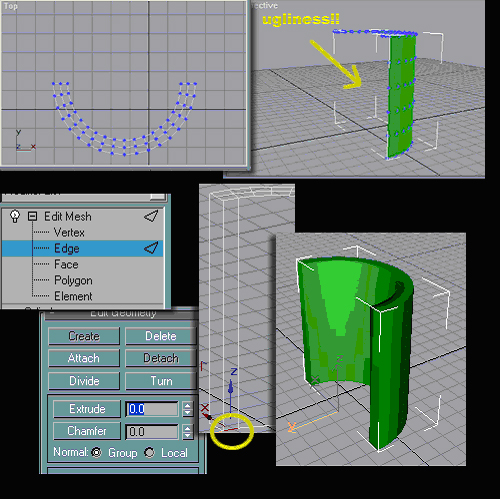 Top
ective
ugliness!!
y
z
x
Edit Mesh
Vertex
Edge
Face
Polygon
Element
Edit Geometry
Create
Delete
Attach
Detach
Divide
Turn
Extrude
0.0
Chamfer
0.0
Normal:
Group
Local
z
x